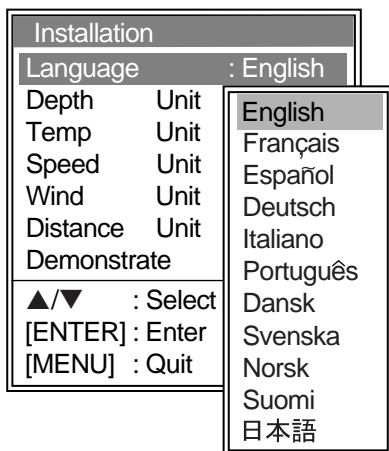 Installation
Language : English
Depth Unit
Temp Unit
Speed Unit
Wind Unit
Distance Unit
Demonstrate
▲/▼ : Select
[ENTER] : Enter
[MENU] : Quit
English
Français
Español
Deutsch
Italiano
Português
Dansk
Svenska
Norsk
Suomi
日本語